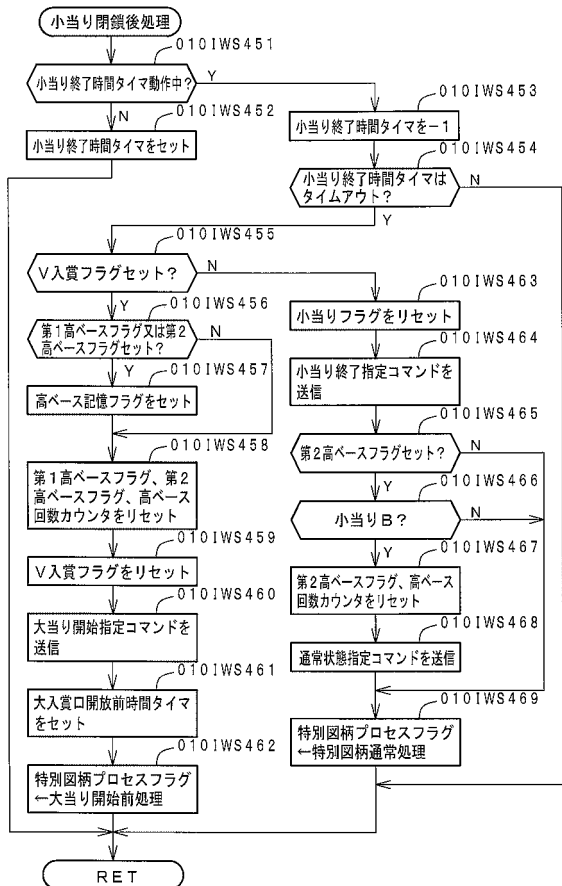 小当り閉鎖後処理
010IWS451
小当り終了時間タイマ動作中?
Y
N
010IWS452
小当り終了時間タイマをセット
010IWS453
小当り終了時間タイマを−1
010IWS454
小当り終了時間タイマは
タイムアウト?
N
Y
010IWS455
V入賞フラグセット?
N
Y
010IWS456
第1高ベースフラグ又は第2
高ベースフラグセット?
N
Y
010IWS457
高ベース記憶フラグをセット
010IWS458
第1高ベースフラグ、第2
高ベースフラグ、高ベース
回数カウンタをリセット
010IWS459
V入賞フラグをリセット
010IWS460
大当り開始指定コマンドを
送信
010IWS461
大入賞口開放前時間タイマ
をセット
010IWS462
特別図柄プロセスフラグ
←大当り開始前処理
010IWS463
小当りフラグをリセット
010IWS464
小当り終了指定コマンドを
送信
010IWS465
第2高ベースフラグセット?
N
Y
010IWS466
小当りB?
N
Y
010IWS467
第2高ベースフラグ、高ベース
回数カウンタをリセット
010IWS468
通常状態指定コマンドを送信
010IWS469
特別図柄プロセスフラグ
←特別図柄通常処理
RET